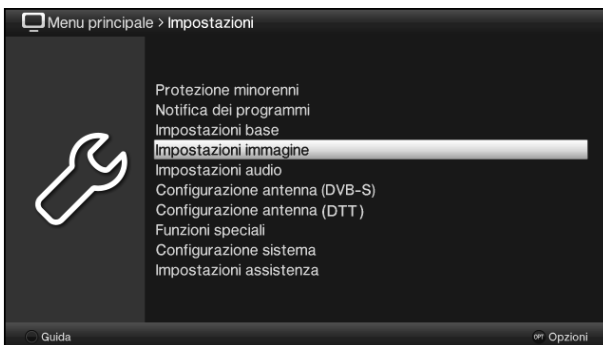 Menu principale > Impostazioni
Protezione minorenni
Notifica dei programmi
Impostazioni base
Impostazioni immagine
Impostazioni audio
Configurazione antenna (DVB-S)
Configurazione antenna (DTT)
Funzioni speciali
Configurazione sistema
Impostazioni assistenza
Guida
OPT Opzioni